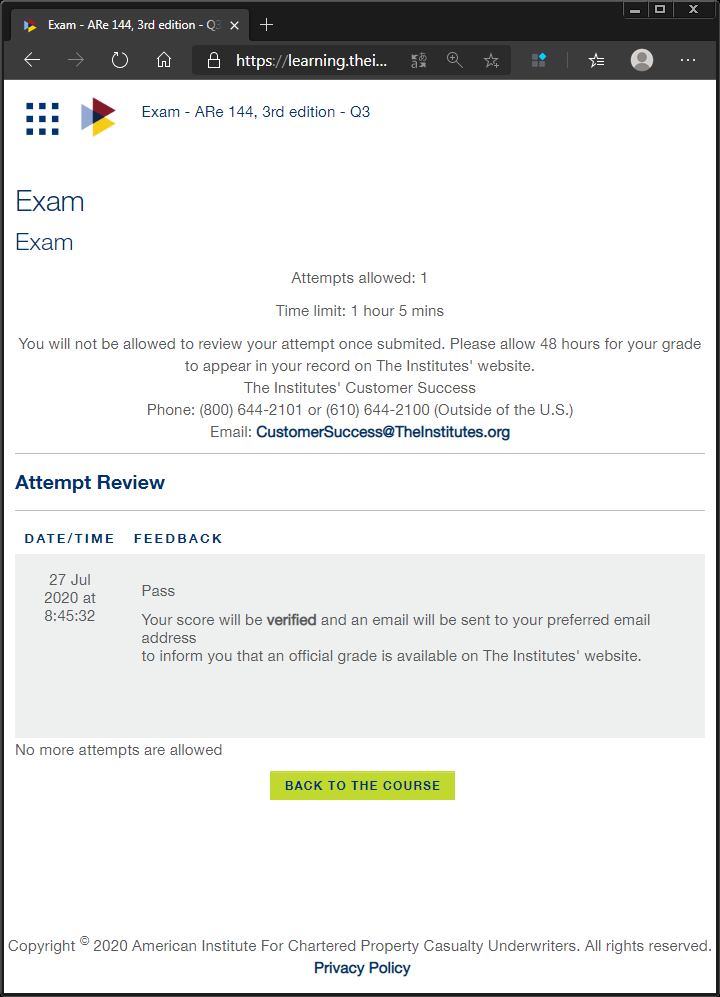 Exam - ARe 144, 3rd edition - Q3
https://learning.thei...
Exam - ARe 144, 3rd edition - Q3
Exam
Exam
Attempts allowed: 1
Time limit: 1 hour 5 mins
You will not be allowed to review your attempt once submited. Please allow 48 hours for your grade
to appear in your record on The Institutes' website.
The Institutes' Customer Success
Phone: (800) 644-2101 or (610) 644-2100 (Outside of the U.S.)
Email: CustomerSuccess@TheInstitutes.org
Attempt Review
DATE/TIME FEEDBACK
27 Jul
2020 at
8:45:32
Pass
Your score will be verified and an email will be sent to your preferred email
address
to inform you that an official grade is available on The Institutes' website.
No more attempts are allowed
BACK TO THE COURSE
Copyright © 2020 American Institute For Chartered Property Casualty Underwriters. All rights reserved.
Privacy Policy